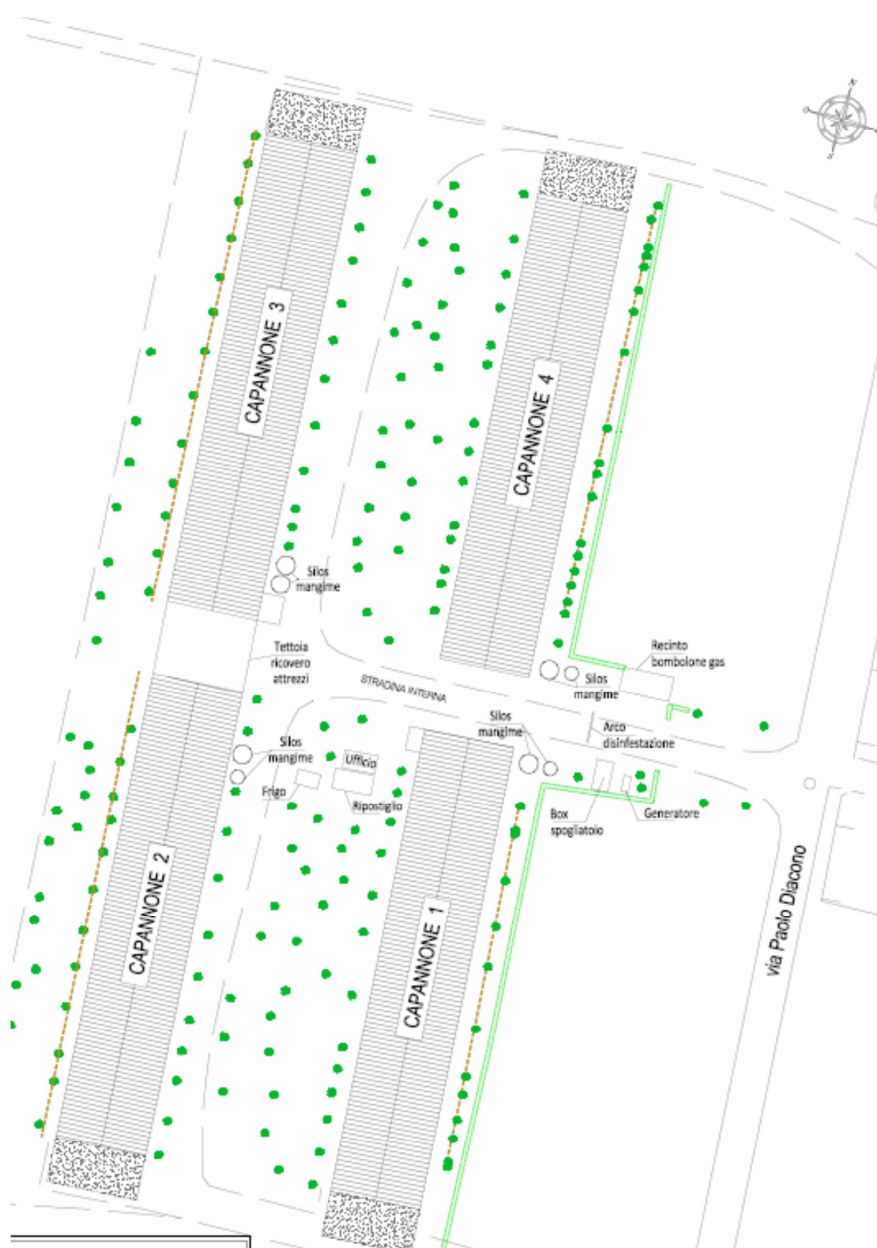 N
S
CAPANNONE 3
CAPANNONE 4
Silos
mangime
Tettoia
ricovero
attrezzi
STRADINA INTERNA
Recinto
bombolone gas
Silos
mangime
Silos
mangime
Arco
disinfestazione
Silos
mangime
Ufficio
Frigo
Ripostiglio
Box
spogliatoio
Generatore
CAPANNONE 2
CAPANNONE 1
via Paolo Diacono